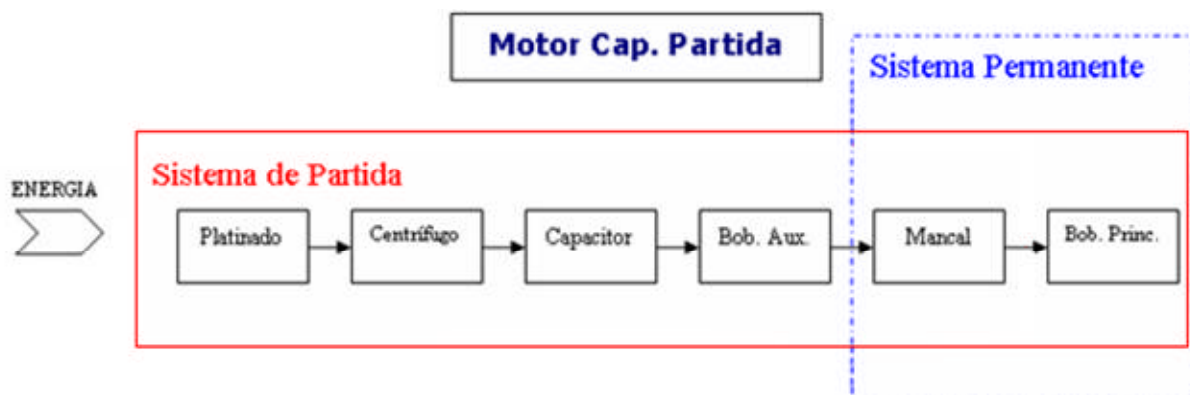 Motor Cap. Partida
Sistema Permanente
Sistema de Partida
ENERGIA
Platinado
Centrífugo
Capacitor
Bob. Aux.
Mancal
Bob. Princ.